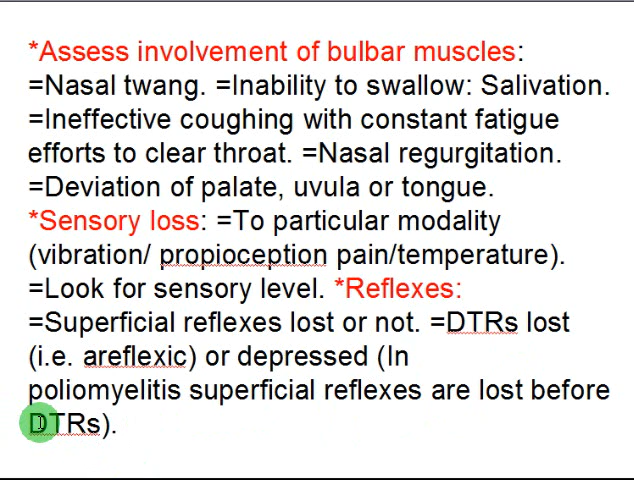 *Assess involvement of bulbar muscles:
=Nasal twang. =Inability to swallow: Salivation.
=Ineffective coughing with constant fatigue
efforts to clear throat. =Nasal regurgitation.
=Deviation of palate, uvula or tongue.
*Sensory loss: =To particular modality
(vibration/ propioception pain/temperature).
=Look for sensory level. *Reflexes:
=Superficial reflexes lost or not. =DTRs lost
(i.e. areflexic) or depressed (In
poliomyelitis superficial reflexes are lost before
DTRs).